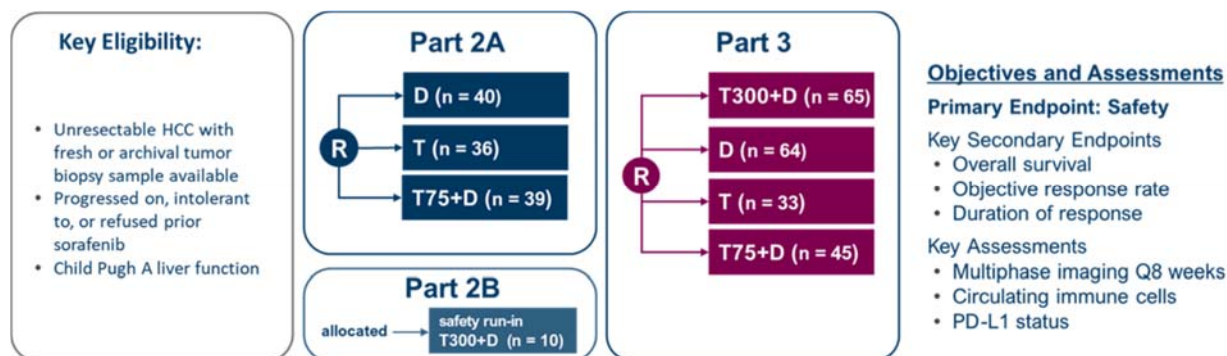 Key Eligibility:
• Unresectable HCC with
fresh or archival tumor
biopsy sample available
• Progressed on, intolerant
to, or refused prior
sorafenib
• Child Pugh A liver function
Part 2A
R
D (n = 40)
T (n = 36)
T75+D (n = 39)
Part 2B
allocated
safety run-in
T300+D (n = 10)
Part 3
R
T300+D (n = 65)
D (n = 64)
T (n = 33)
T75+D (n = 45)
Objectives and Assessments
Primary Endpoint: Safety
Key Secondary Endpoints
• Overall survival
• Objective response rate
• Duration of response
Key Assessments
• Multiphase imaging Q8 weeks
• Circulating immune cells
• PD-L1 status